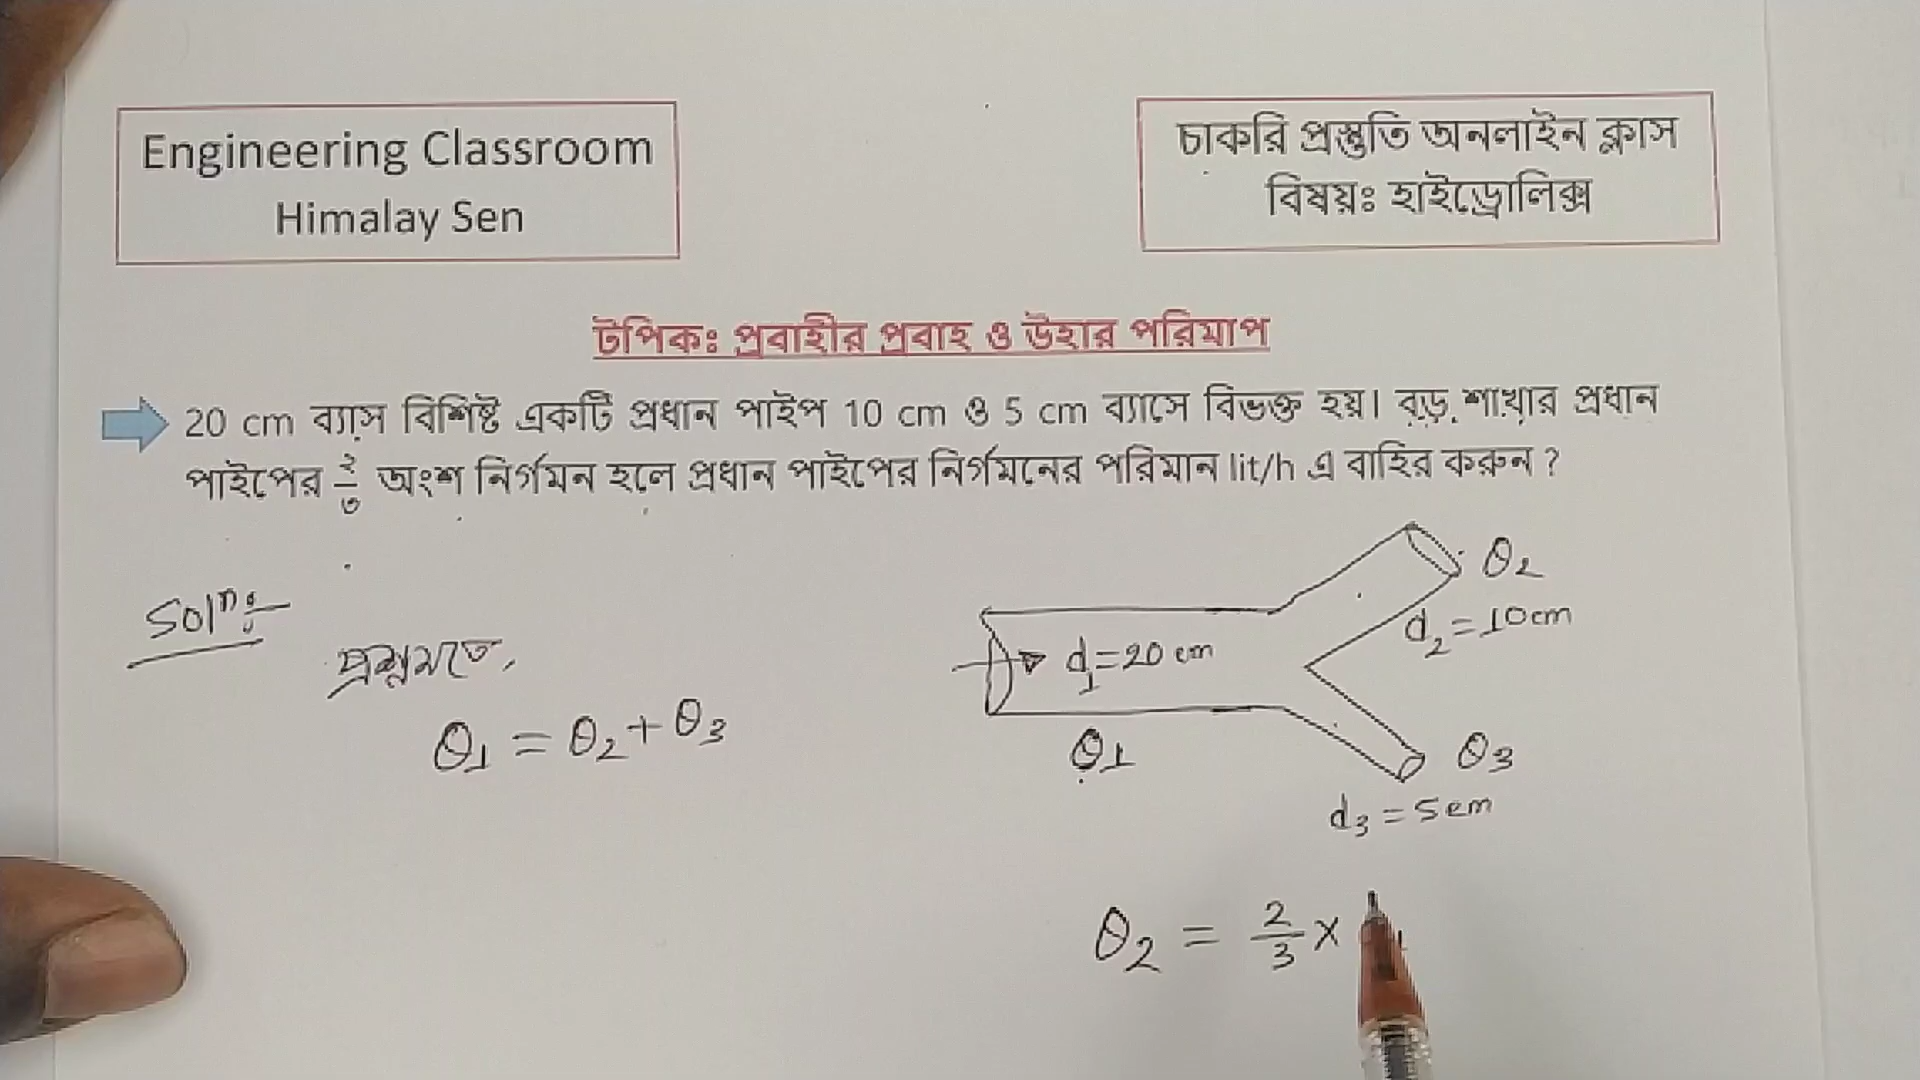 Engineering Classroom
Himalay Sen
চাকরি প্রস্তুতি অনলাইন ক্লাস
বিষয়ঃ হাইড্রোলিক্স
টপিকঃ প্রবাহীর প্রবাহ ও উহার পরিমাপ
20 cm ব্যাস বিশিষ্ট একটি প্রধান পাইপ 10 cm ও 5 cm ব্যাসে বিভক্ত হয়। বড় শাখার প্রধান
পাইপের ২/৩ অংশ নির্গমন হলে প্রধান পাইপের নির্গমনের পরিমান lit/h এ বাহির করুন ?
Solⁿ:
প্রশ্নমতে,
Q1 = Q2 + Q3
Q2
d2 = 10 cm
d1 = 20 cm
Q1
Q3
d3 = 5 cm
Q2 = 2/3 ×